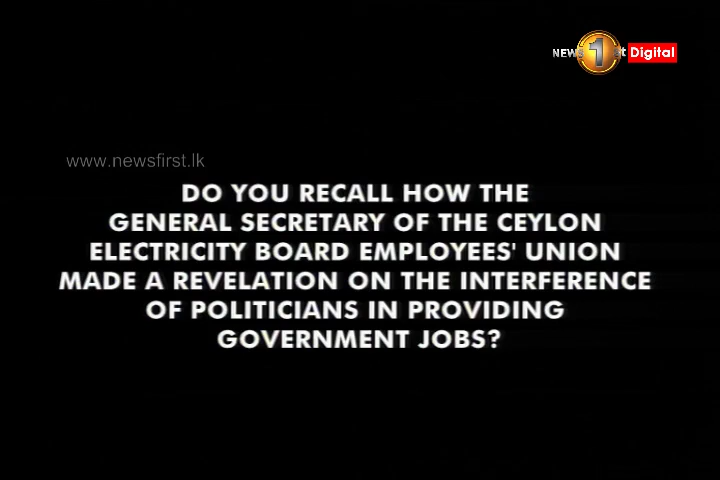 NEWS 1st Digital
www.newsfirst.lk
DO YOU RECALL HOW THE
GENERAL SECRETARY OF THE CEYLON
ELECTRICITY BOARD EMPLOYEES' UNION
MADE A REVELATION ON THE INTERFERENCE
OF POLITICIANS IN PROVIDING
GOVERNMENT JOBS?